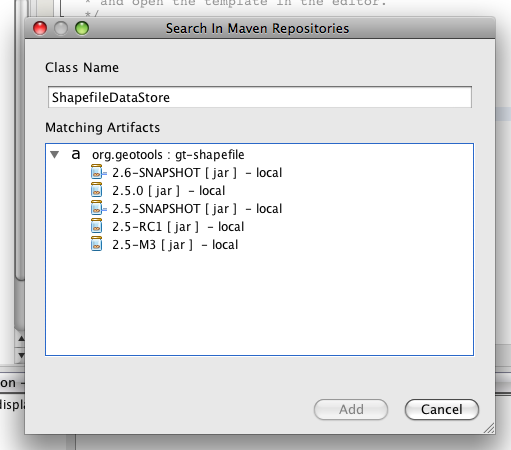 * and open the template in the editor.
*/
Search In Maven Repositories
Class Name
ShapefileDataStore
Matching Artifacts
a org.geotools : gt-shapefile
2.6-SNAPSHOT [ jar ] - local
2.5.0 [ jar ] - local
2.5-SNAPSHOT [ jar ] - local
2.5-RC1 [ jar ] - local
2.5-M3 [ jar ] - local
on -
displa
Add
Cancel